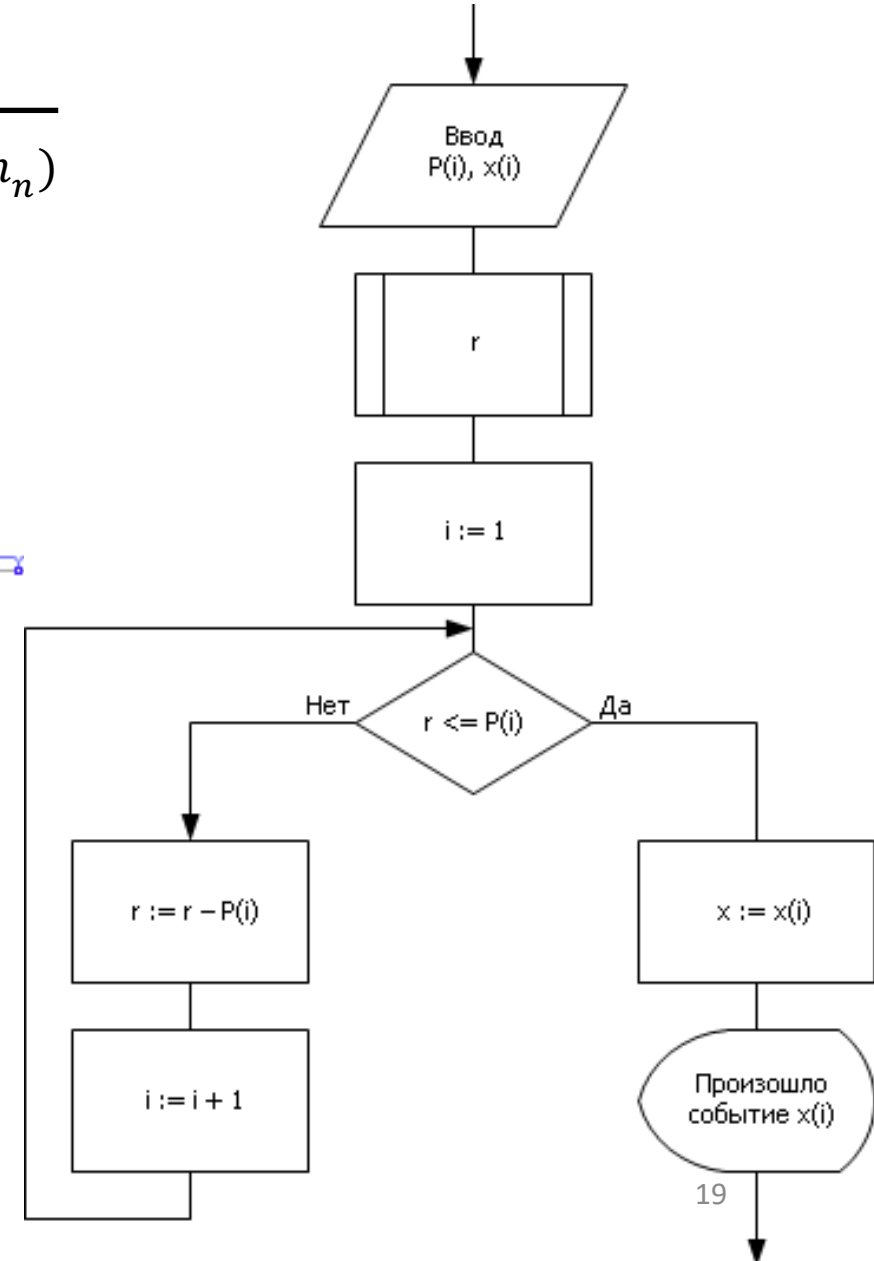 Ввод
P(i), x(i)
r
i := 1
Нет
r <= P(i)
Да
r := r – P(i)
x := x(i)
i := i + 1
Произошло
событие x(i)
19